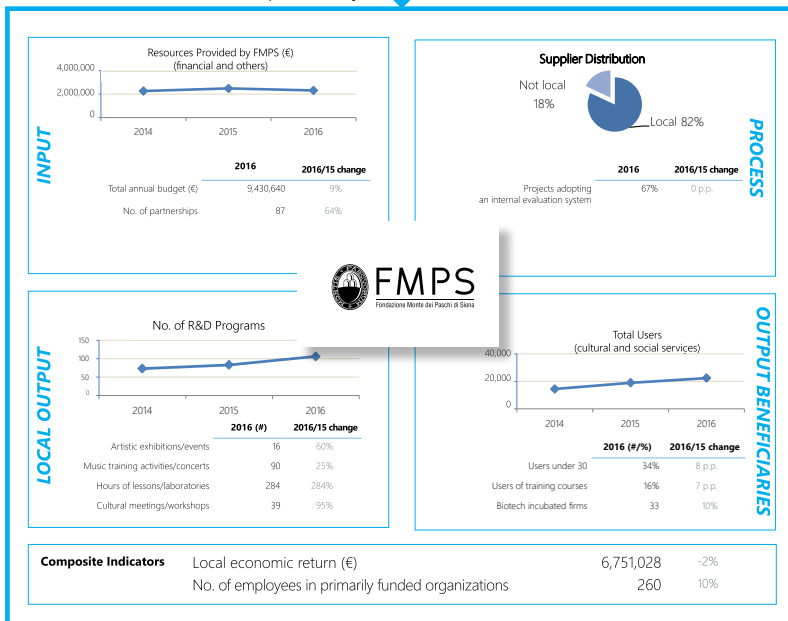 INPUT
Resources Provided by FMPS (€)
(financial and others)
4,000,000
2,000,000
0
2014 2015 2016
2016 2016/15 change
Total annual budget (€) 9,430,640 9%
No. of partnerships 87 64%
PROCESS
Supplier Distribution
Not local
18%
Local 82%
2016 2016/15 change
Projects adopting
an internal evaluation system 67% 0 p.p.
FMPS
Fondazione Monte dei Paschi di Siena
LOCAL OUTPUT
No. of R&D Programs
150
100
50
0
2014 2015 2016
2016 (#) 2016/15 change
Artistic exhibitions/events 16 60%
Music training activities/concerts 90 25%
Hours of lessons/laboratories 284 284%
Cultural meetings/workshops 39 95%
OUTPUT BENEFICIARIES
Total Users
(cultural and social services)
40,000
20,000
0
2014 2015 2016
2016 (#/%) 2016/15 change
Users under 30 34% 8 p.p.
Users of training courses 16% 7 p.p.
Biotech incubated firms 33 10%
Composite Indicators
Local economic return (€) 6,751,028 -2%
No. of employees in primarily funded organizations 260 10%